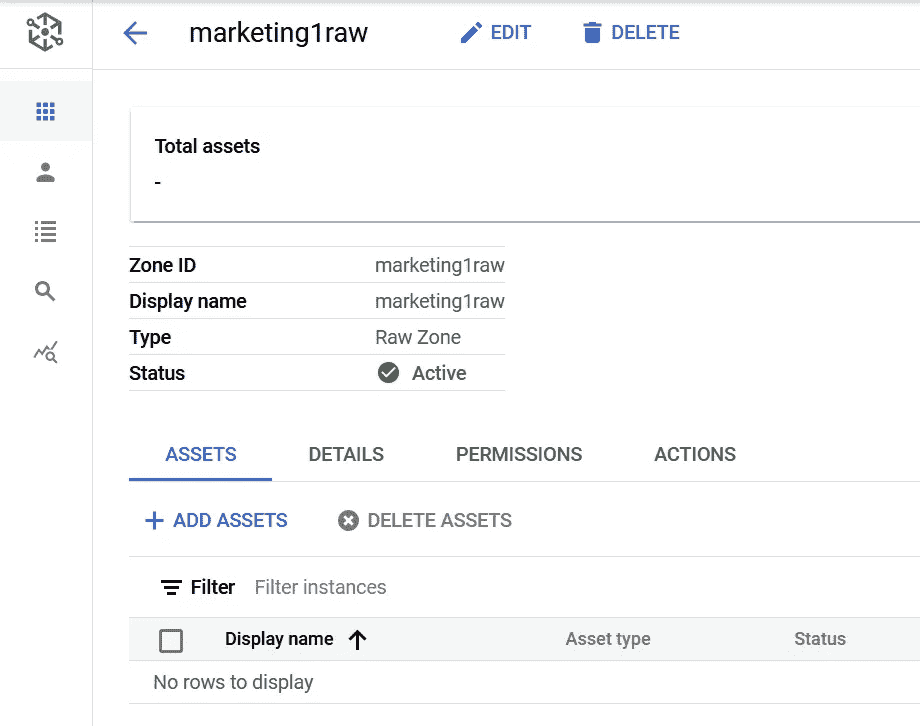 marketing1raw EDIT DELETE
Total assets
-
Zone ID marketing1raw
Display name marketing1raw
Type Raw Zone
Status Active
ASSETS DETAILS PERMISSIONS ACTIONS
ADD ASSETS DELETE ASSETS
Filter Filter instances
Display name Asset type Status
No rows to display